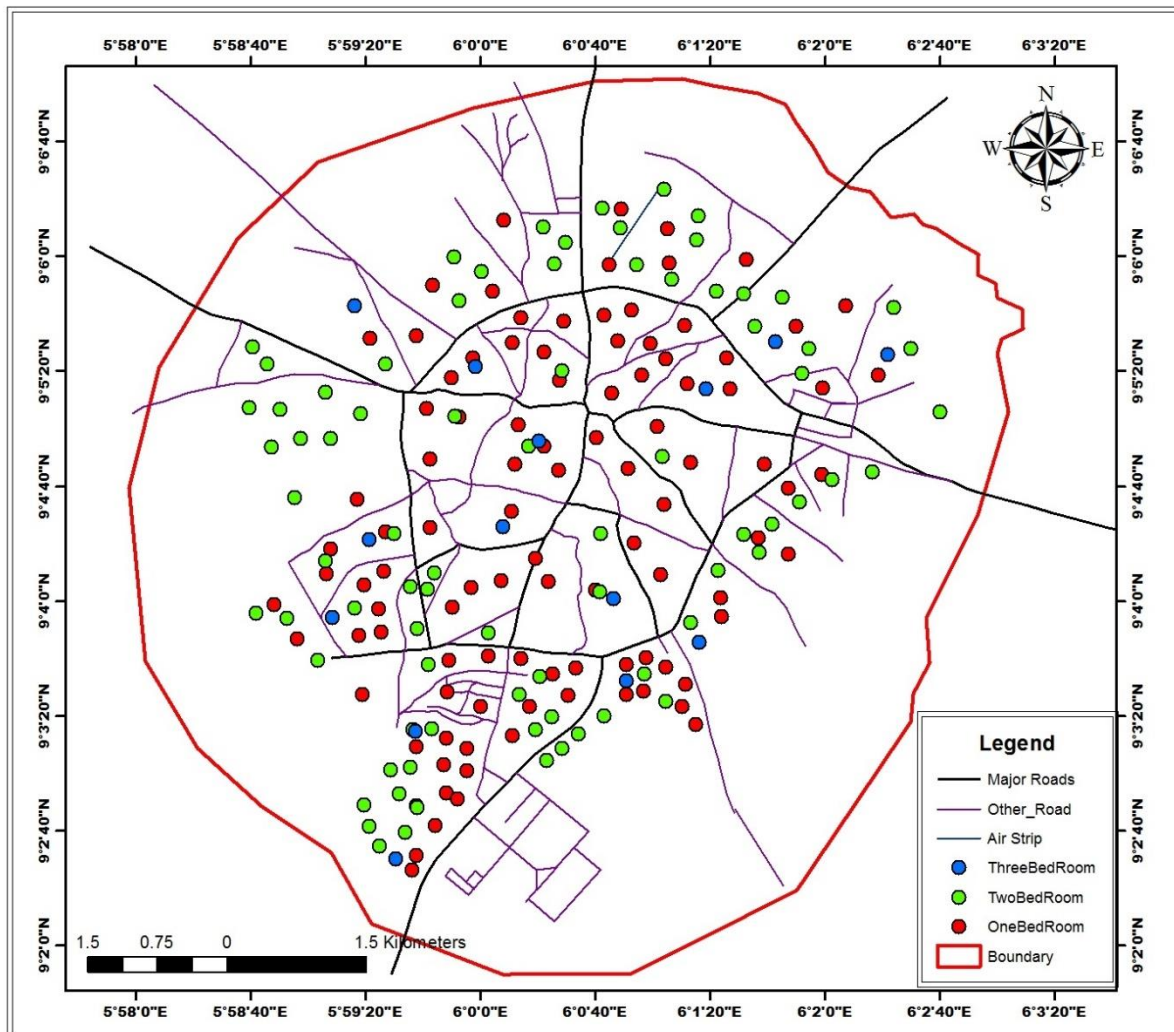 5°58'0"E 5°58'40"E 5°59'20"E 6°0'0"E 6°0'40"E 6°1'20"E 6°2'0"E 6°2'40"E 6°3'20"E
N
W E
S
9°6'40"N 9°6'40"N
9°6'0"N 9°6'0"N
9°5'20"N 9°5'20"N
9°4'40"N 9°4'40"N
9°4'0"N 9°4'0"N
9°3'20"N 9°3'20"N
9°2'40"N 9°2'40"N
9°2'0"N 9°2'0"N
Legend
Major Roads
Other_Road
Air Strip
ThreeBedRoom
TwoBedRoom
OneBedRoom
Boundary
1.5 0.75 0 1.5 Kilometers
5°58'0"E 5°58'40"E 5°59'20"E 6°0'0"E 6°0'40"E 6°1'20"E 6°2'0"E 6°2'40"E 6°3'20"E